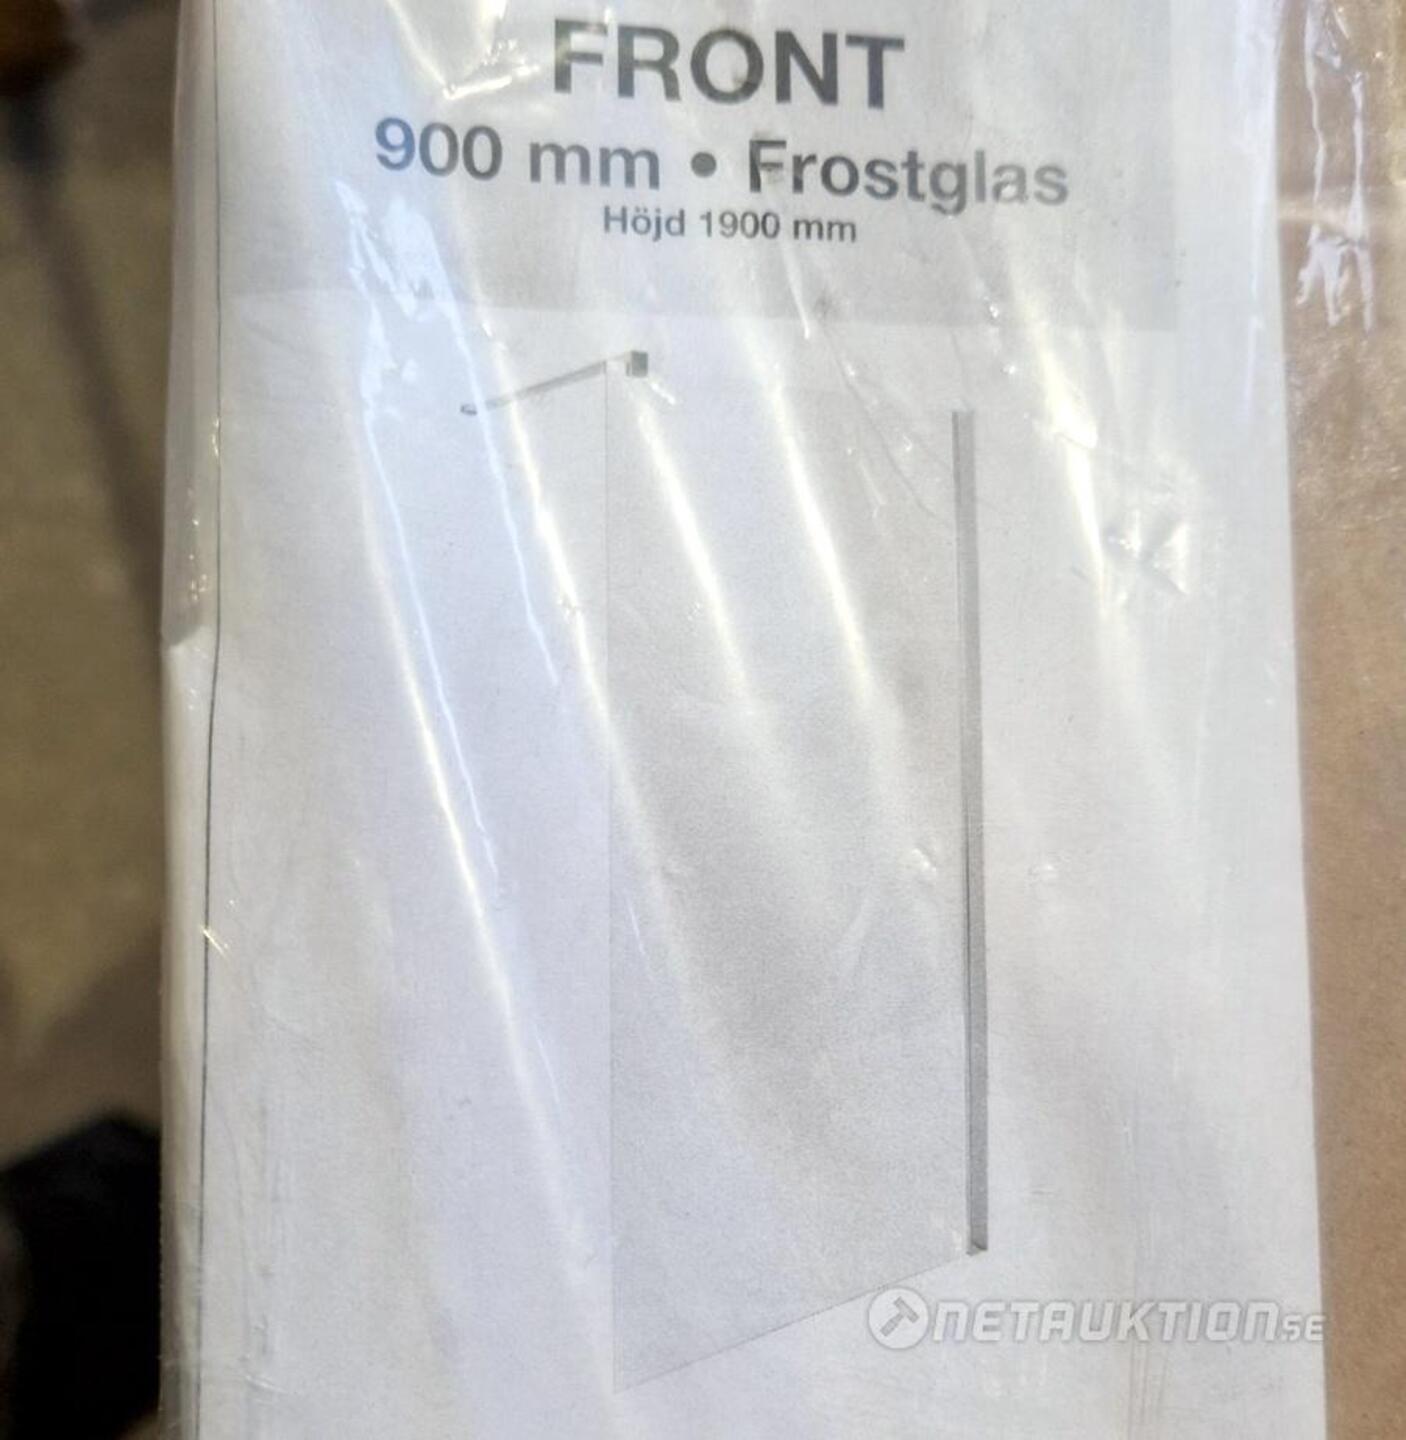 FRONT
900 mm • Frostglas
Höjd 1900 mm
NETAUKTION.SE